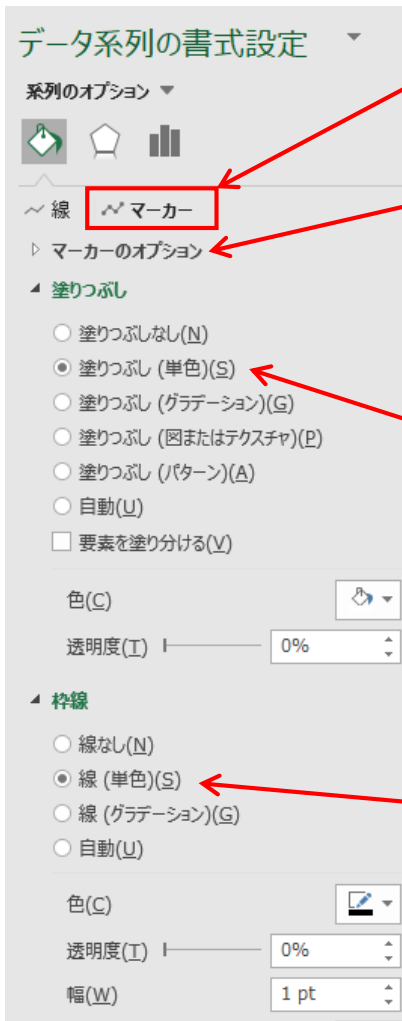 データ系列の書式設定
系列のオプション
線 マーカー
マーカーのオプション
塗りつぶし
塗りつぶしなし(N)
塗りつぶし (単色)(S)
塗りつぶし (グラデーション)(G)
塗りつぶし (図またはテクスチャ)(P)
塗りつぶし (パターン)(A)
自動(U)
要素を塗り分ける(V)
色(C)
透明度(T) 0%
枠線
線なし(N)
線 (単色)(S)
線 (グラデーション)(G)
自動(U)
色(C)
透明度(T) 0%
幅(W) 1 pt